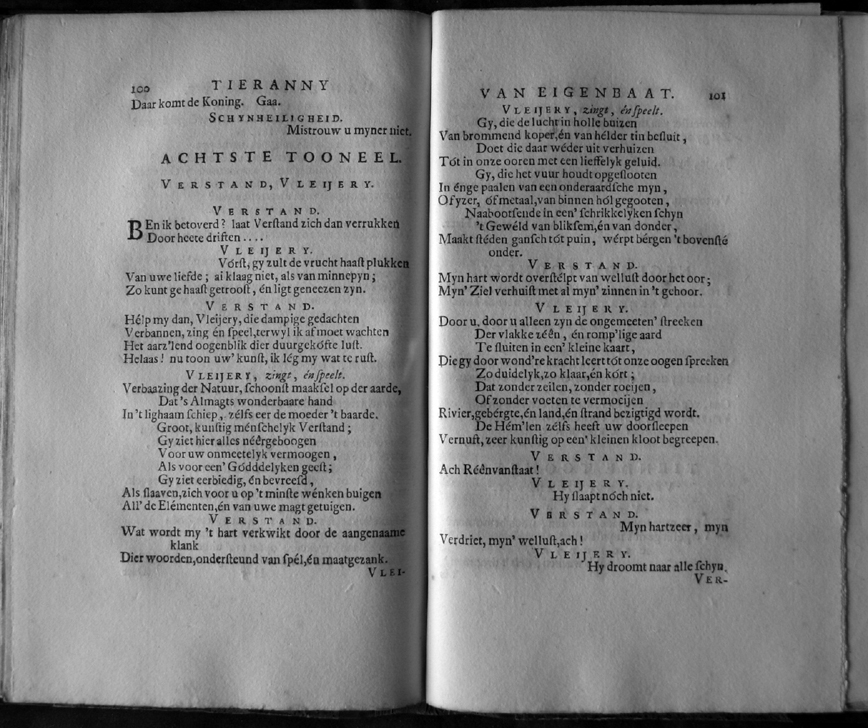 100 TIERANNY
Daar komt de Koning. Gaa.
SCHYNHEILIGHEID.
Mistrouw u myner niet.
ACHTSTE TOONEEL.
VERSTAND, VLEIJERY.
VERSTAND.
BEn ik betoverd? laat Verſtand zich dan verrukken
Door heete driften ....
VLEIJERY.
Vórſt, gy zult de vrucht haaſt plukken
Van uwe liefde; ai klaag niet, als van minnepyn;
Zo kunt ge haaſt getrooſt, én ligt geneezen zyn.
VERSTAND.
Hélp my dan, Vleijery, die dampige gedachten
Verbannen, zing én ſpeel, terwyl ik af moet wachten
Het aarz'lend oogenblik dier duurgekófte luſt.
Helaas! nu toon uw' kunſt, ik lég my wat te ruſt.
VLEIJERY, zingt, én ſpeelt.
Verbaazing der Natuur, ſchoonſt maakſel op der aarde,
Dat 's Almagts wonderbaare hand
In 't lighaam ſchiep, zélfs eer de moeder 't baarde.
Groot, kunſtig ménſchelyk Verſtand;
Gy ziet hier alles néêrgeboogen
Voor uw onmeetelyk vermoogen,
Als voor een' Gódddelyken geeſt;
Gy ziet eerbiedig, én bevreeſd,
Als ſlaaven, zich voor u op 't minſte wénken buigen
All' de Eleménten, én van uwe magt getuigen.
VERSTAND.
Wat wordt my 't hart verkwikt door de aangenaame
klank
Dier woorden, onderſteund van ſpél, én maatgezank.
VLEI-
VAN EIGENBAAT. 101
VLEIJERY, zingt, én ſpeelt.
Gy, die de lucht in holle buizen
Van brommend koper, én van hélder tin beſluit,
Doet die daar wéder uit verhuizen
Tót in onze ooren met een lieffelyk geluid.
Gy, die het vuur houdt opgeſlooten
In énge paalen van een onderaardſche myn,
Of yzer, óf metaal, van binnen hól gegooten,
Naabootſende in een' ſchrikkelyken ſchyn
't Gewéld van blikſem, én van donder,
Maakt ſtéden ganſch tót puin, wérpt bérgen 't bovenſté
onder.
VERSTAND.
Myn hart wordt overſtélpt van welluſt door het oor;
Myn' Ziel verhuiſt met al myn' zinnen in 't gehoor.
VLEIJERY.
Door u, door u alleen zyn de ongemeeten' ſtreeken
Der vlakke zéên, én romp'lige aard
Te ſluiten in een' kleine kaart,
Die gy door wond're kracht leert tót onze oogen ſpreeken
Zo duidelyk, zo klaar, én kórt;
Dat zonder zeilen, zonder roeijen,
Of zonder voeten te vermoeijen
Rivier, gebérgte, én land, én ſtrand bezigtigd wordt.
De Hém'len zélfs heeft uw doorſleepen
Vernuft, zeer kunſtig op een' kleinen kloot begreepen.
VERSTAND.
Ach Réênvanſtaat!
VLEIJERY.
Hy ſlaapt nóch niet.
VERSTAND.
Myn hartzeer, myn
Verdriet, myn' welluſt, ach!
VLEIJERY.
Hy droomt naar alle ſchyn.
VER-